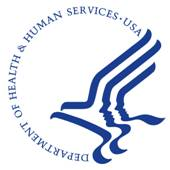 DEPARTMENT OF HEALTH & HUMAN SERVICES • USA